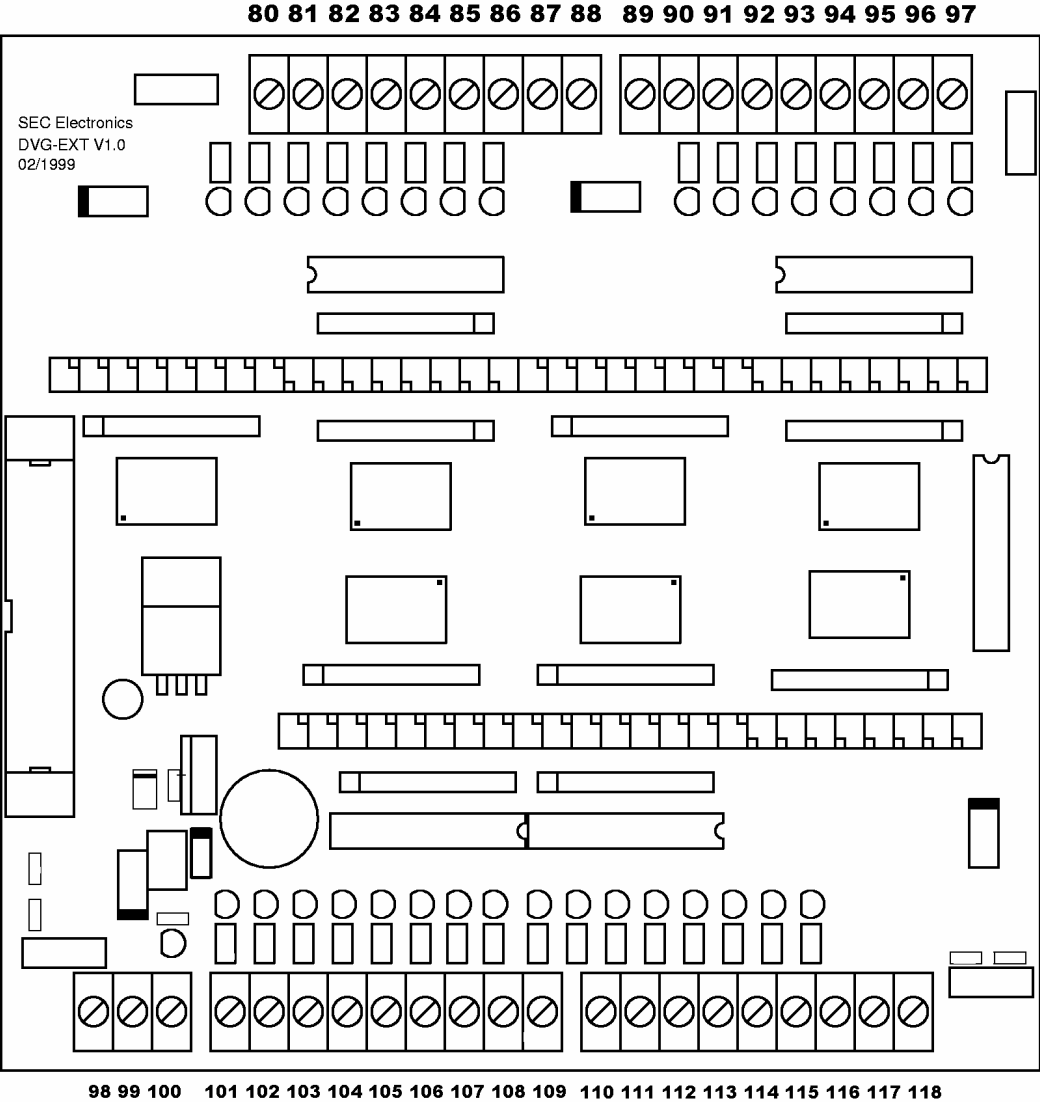 80 81 82 83 84 85 86 87 88 89 90 91 92 93 94 95 96 97
SEC Electronics
DVG-EXT V1.0
02/1999
98 99 100 101 102 103 104 105 106 107 108 109 110 111 112 113 114 115 116 117 118